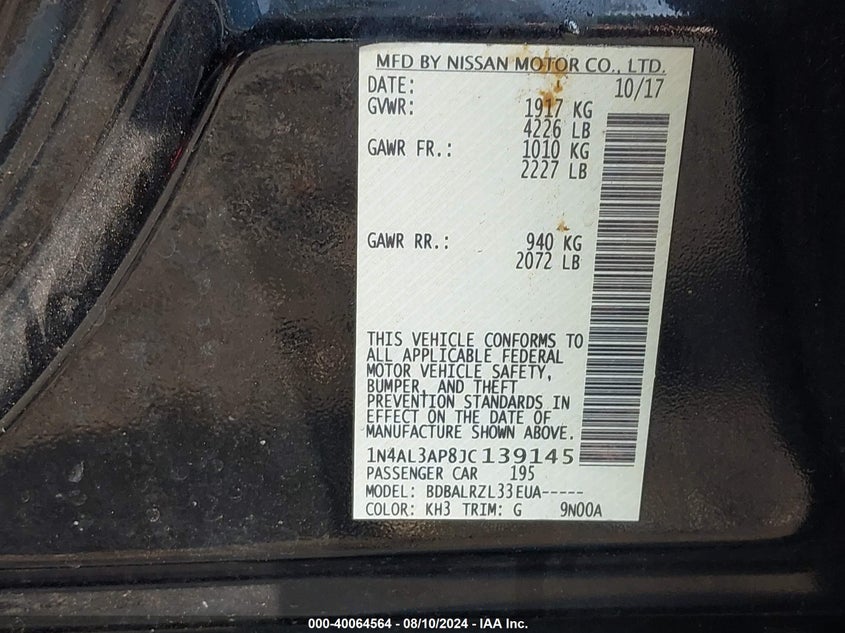 MFD BY NISSAN MOTOR CO., LTD.
DATE: 10/17
GVWR: 1917 KG
4226 LB
GAWR FR.: 1010 KG
2227 LB
GAWR RR.: 940 KG
2072 LB
THIS VEHICLE CONFORMS TO
ALL APPLICABLE FEDERAL
MOTOR VEHICLE SAFETY,
BUMPER, AND THEFT
PREVENTION STANDARDS IN
EFFECT ON THE DATE OF
MANUFACTURE SHOWN ABOVE.
1N4AL3AP8JC139145
PASSENGER CAR 195
MODEL: BDBALRZL33EUA-----
COLOR: KH3 TRIM: G 9N00A
000-40064564 - 08/10/2024 - IAA Inc.